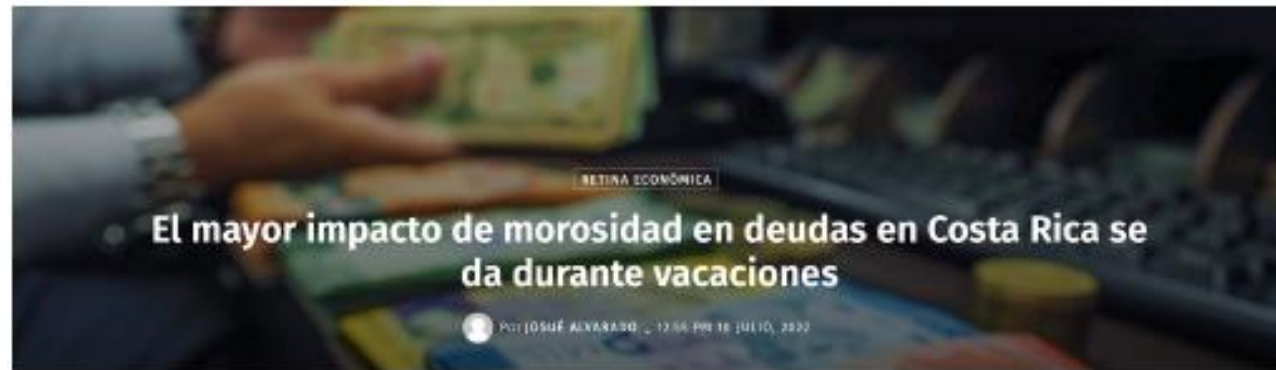 RETINA ECONÓMICA
El mayor impacto de morosidad en deudas en Costa Rica se
da durante vacaciones
Por JOSUÉ ALVARADO
JULIO, 2022